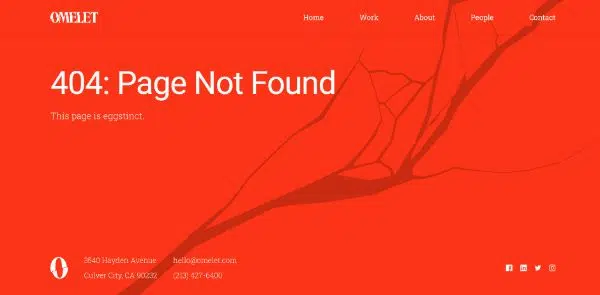 OMELET
Home Work About People Contact
404: Page Not Found
This page is eggstinct.
3540 Hayden Avenue hello@omelet.com
Culver City, CA 90232 (213) 427-6400